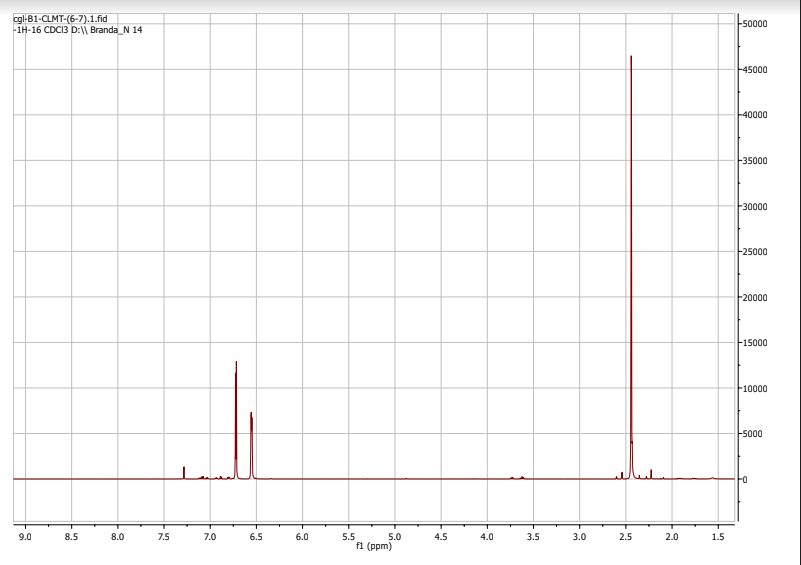 cgl-B1-CLMT-(6-7).1.fid
-1H-16 CDCl3 D:\\ Branda_N 14
50000
45000
40000
35000
30000
25000
20000
15000
10000
5000
0
9.0 8.5 8.0 7.5 7.0 6.5 6.0 5.5 5.0 4.5 4.0 3.5 3.0 2.5 2.0 1.5
f1 (ppm)